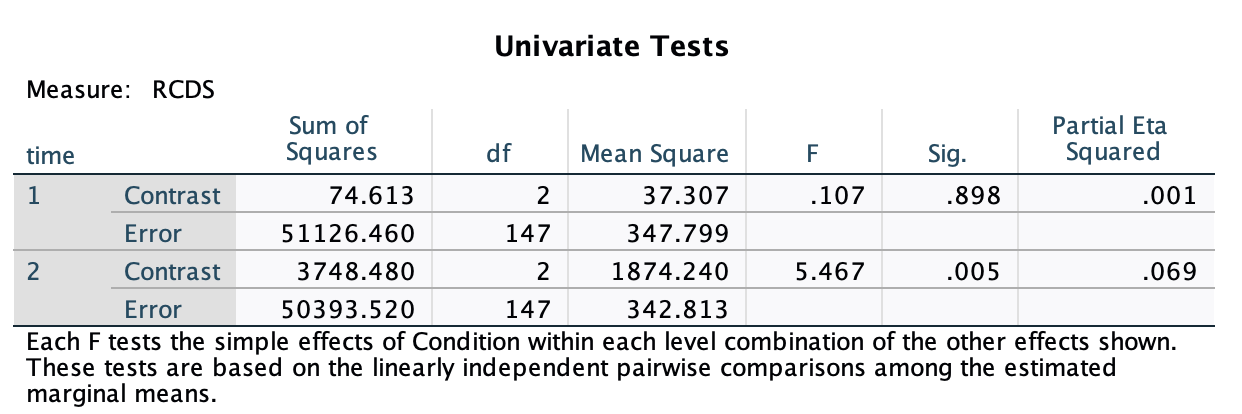 Univariate Tests
Measure: RCDS
time Sum of Squares df Mean Square F Sig. Partial Eta Squared
1 Contrast 74.613 2 37.307 .107 .898 .001
Error 51126.460 147 347.799
2 Contrast 3748.480 2 1874.240 5.467 .005 .069
Error 50393.520 147 342.813
Each F tests the simple effects of Condition within each level combination of the other effects shown.
These tests are based on the linearly independent pairwise comparisons among the estimated
marginal means.